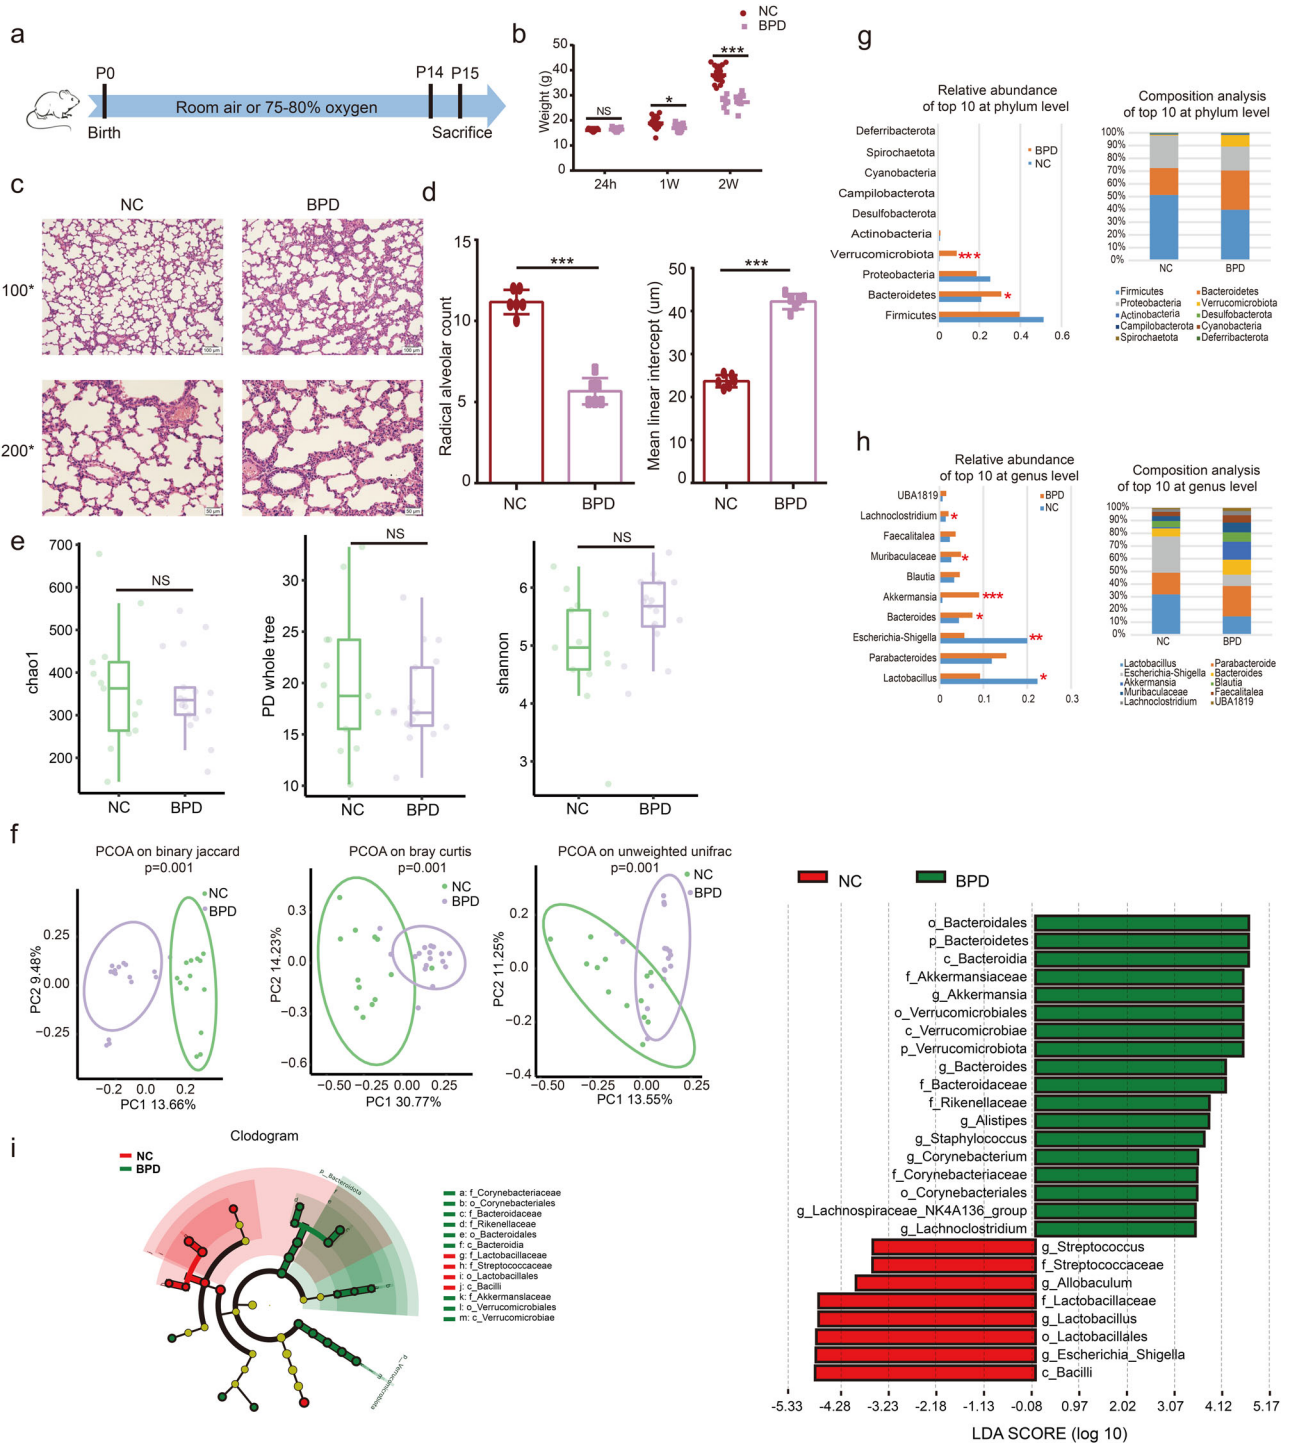 a
P0
P14
P15
Room air or 75-80% oxygen
Birth
Sacrifice
b
NC
BPD
Weight (g)
50
40
30
20
10
0
NS
*
***
24h
1W
2W
c
NC
BPD
100*
200*
100 μm
100 μm
50 μm
50 μm
d
Radical alveolar count
15
10
5
0
***
NC
BPD
Mean linear intercept (um)
50
40
30
20
10
0
***
NC
BPD
e
chao1
700
600
500
400
300
200
NS
NC
BPD
PD whole tree
30
25
20
15
10
NS
NC
BPD
shannon
6
5
4
3
NS
NC
BPD
f
PCOA on binary jaccard
p=0.001
NC
BPD
PC2 9.48%
0.25
0.00
−0.25
−0.2
0.0
0.2
PC1 13.66%
PCOA on bray curtis
p=0.001
NC
BPD
PC2 14.23%
0.3
0.0
−0.3
−0.6
−0.50
−0.25
0.00
0.25
PC1 30.77%
PCOA on unweighted unifrac
p=0.001
NC
BPD
PC2 11.25%
0.2
0.0
−0.2
−0.4
−0.50
−0.25
0.00
0.25
PC1 13.55%
g
Relative abundance
of top 10 at phylum level
Deferribacterota
Spirochaetota
Cyanobacteria
Campilobacterota
Desulfobacterota
Actinobacteria
Verrucomicrobiota
Proteobacteria
Bacteroidetes
Firmicutes
BPD
NC
***
*
0
0.2
0.4
0.6
Composition analysis
of top 10 at phylum level
100%
90%
80%
70%
60%
50%
40%
30%
20%
10%
0%
NC
BPD
Firmicutes
Bacteroidetes
Proteobacteria
Verrucomicrobiota
Actinobacteria
Desulfobacterota
Campilobacterota
Cyanobacteria
Spirochaetota
Deferribacterota
h
Relative abundance
of top 10 at genus level
UBA1819
Lachnoclostridium
Faecalitalea
Muribaculaceae
Blautia
Akkermansia
Bacteroides
Escherichia-Shigella
Parabacteroides
Lactobacillus
BPD
NC
*
*
***
*
**
*
0
0.1
0.2
0.3
Composition analysis
of top 10 at genus level
100%
90%
80%
70%
60%
50%
40%
30%
20%
10%
0%
NC
BPD
Lactobacillus
Parabacteroide
Escherichia-Shigella
Bacteroides
Akkermansia
Blautia
Muribaculaceae
Faecalitalea
Lachnoclostridium
UBA1819
i
Clodogram
NC
BPD
p__Bacteroidota
p__Verrucomicrobiota
a: f_Corynebacteriaceae
b: o_Corynebacteriales
c: f_Bacteroidaceae
d: f_Rikenellaceae
e: o_Bacteroidales
f: c_Bacteroidia
g: f_Lactobacillaceae
h: f_Streptococcaceae
i: o_Lactobacillales
j: c_Bacilli
k: f_Akkermanslaceae
l: o_Verrucomicrobiales
m: c_Verrucomicrobiae
NC
BPD
o_Bacteroidales
p_Bacteroidetes
c_Bacteroidia
f_Akkermansiaceae
g_Akkermansia
o_Verrucomicrobiales
c_Verrucomicrobiae
p_Verrucomicrobiota
g_Bacteroides
f_Bacteroidaceae
f_Rikenellaceae
g_Alistipes
g_Staphylococcus
g_Corynebacterium
f_Corynebacteriaceae
o_Corynebacteriales
g_Lachnospiraceae_NK4A136_group
g_Lachnoclostridium
g_Streptococcus
f_Streptococcaceae
g_Allobaculum
f_Lactobacillaceae
g_Lactobacillus
o_Lactobacillales
g_Escherichia_Shigella
c_Bacilli
-5.33
-4.28
-3.23
-2.18
-1.13
-0.08
0.97
2.02
3.07
4.12
5.17
LDA SCORE (log 10)